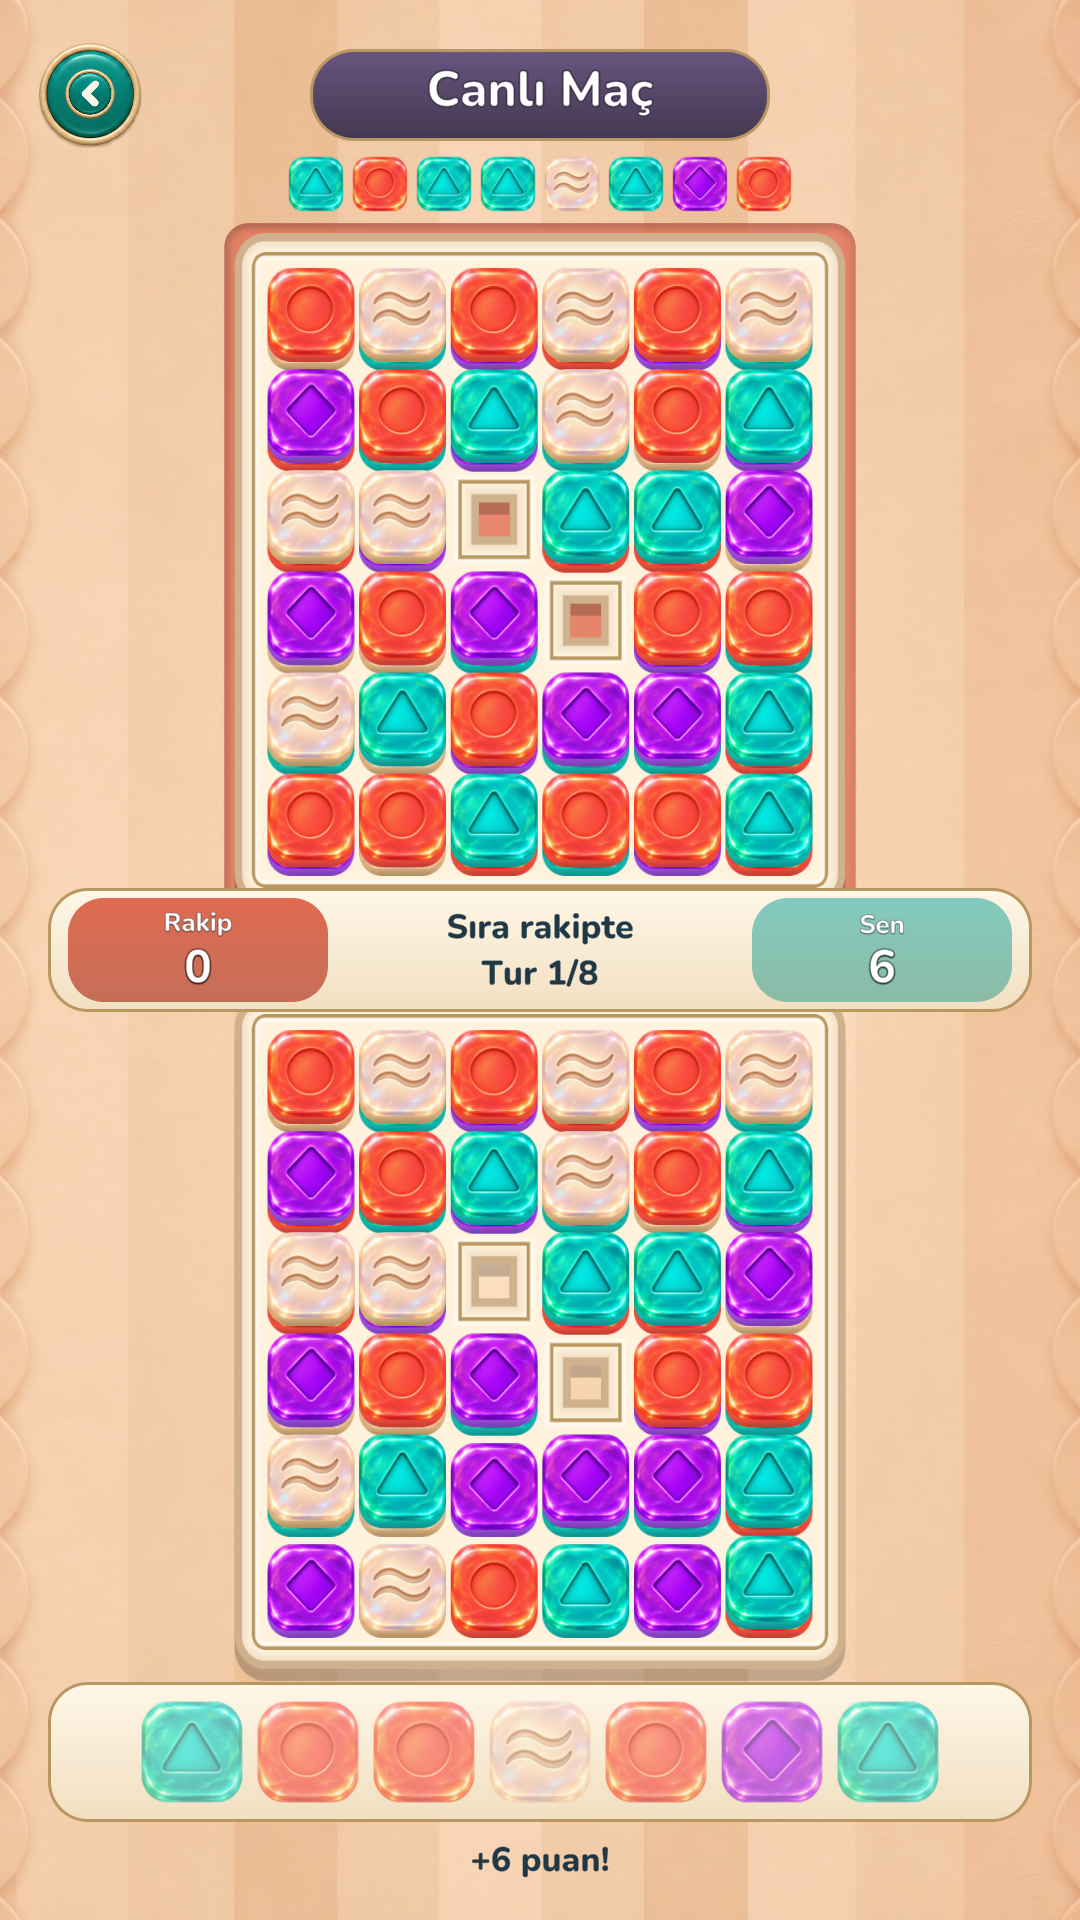 Canlı Maç
Rakip
0
Sıra rakipte
Tur 1/8
Sen
6
+6 puan!